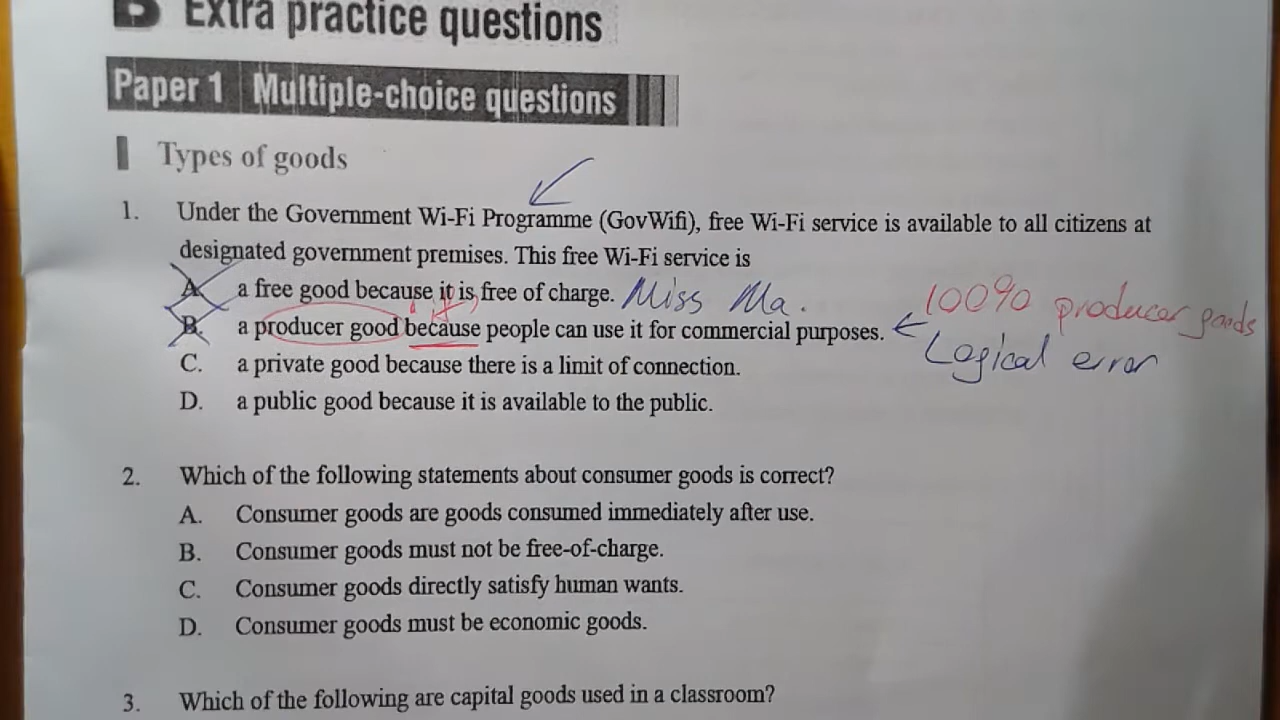 B Extra practice questions
Paper 1 Multiple-choice questions
Types of goods
1. Under the Government Wi-Fi Programme (GovWifi), free Wi-Fi service is available to all citizens at
designated government premises. This free Wi-Fi service is
A. a free good because it is free of charge. Miss Ma.
100% producer goods
B. a producer good because people can use it for commercial purposes.
Logical error
C. a private good because there is a limit of connection.
D. a public good because it is available to the public.
2. Which of the following statements about consumer goods is correct?
A. Consumer goods are goods consumed immediately after use.
B. Consumer goods must not be free-of-charge.
C. Consumer goods directly satisfy human wants.
D. Consumer goods must be economic goods.
3. Which of the following are capital goods used in a classroom?